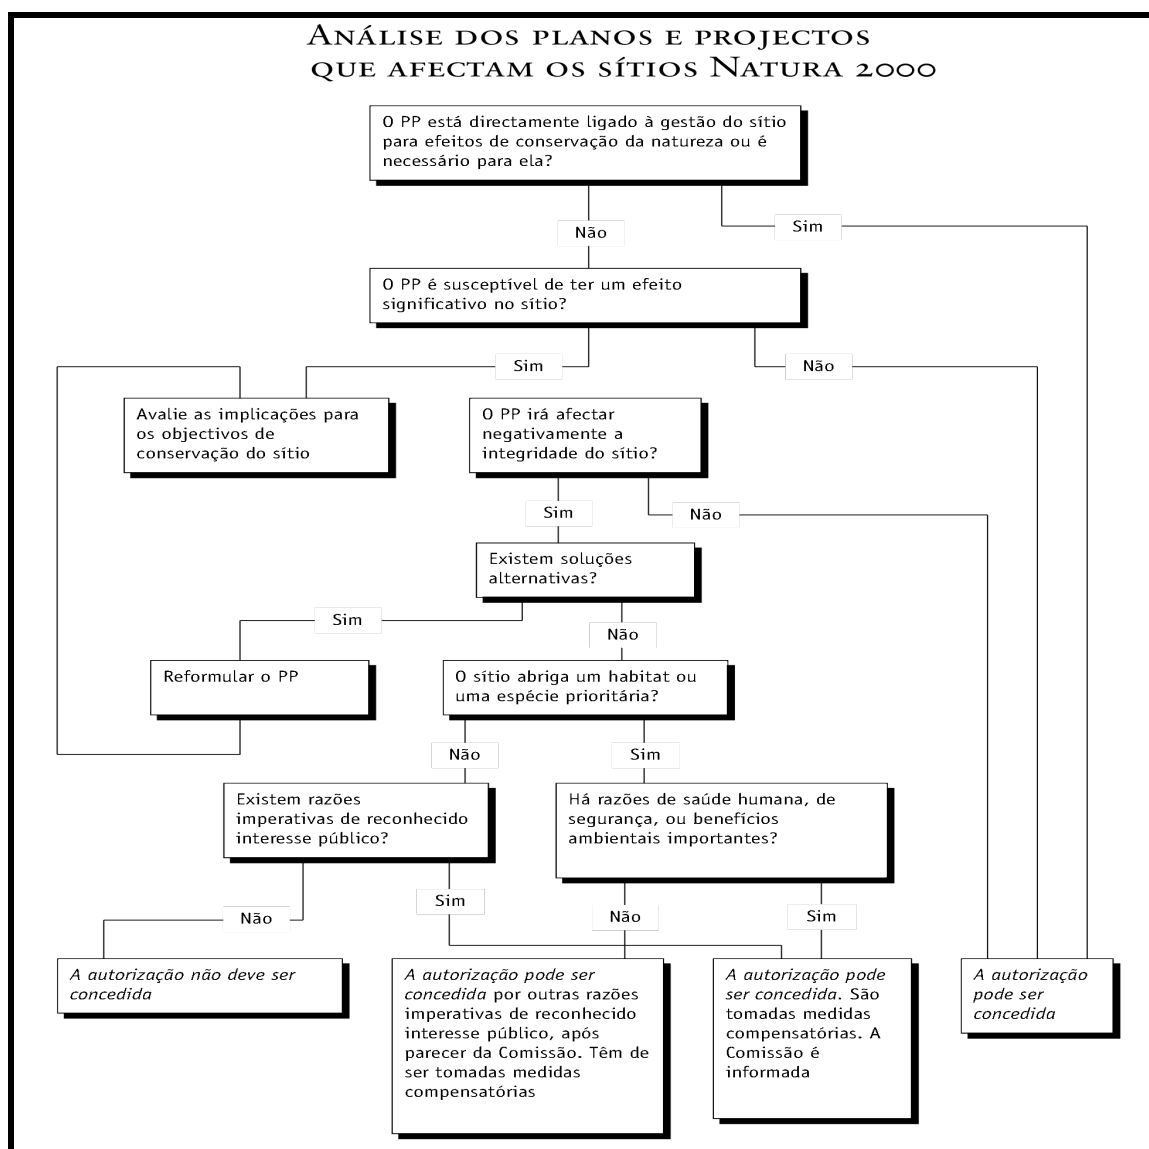 Análise dos planos e projectos
que afectam os sítios Natura 2000
O PP está directamente ligado à gestão do sítio
para efeitos de conservação da natureza ou é
necessário para ela?
Não
Sim
O PP é susceptível de ter um efeito
significativo no sítio?
Sim
Não
Avalie as implicações para
os objectivos de
conservação do sítio
O PP irá afectar
negativamente a
integridade do sítio?
Sim
Não
Existem soluções
alternativas?
Sim
Não
Reformular o PP
O sítio abriga um habitat ou
uma espécie prioritária?
Não
Sim
Existem razões
imperativas de reconhecido
interesse público?
Há razões de saúde humana, de
segurança, ou benefícios
ambientais importantes?
Não
Sim
Não
Sim
A autorização não deve ser
concedida
A autorização pode ser
concedida por outras razões
imperativas de reconhecido
interesse público, após
parecer da Comissão. Têm de
ser tomadas medidas
compensatórias
A autorização pode
ser concedida. São
tomadas medidas
compensatórias. A
Comissão é
informada
A autorização
pode ser
concedida